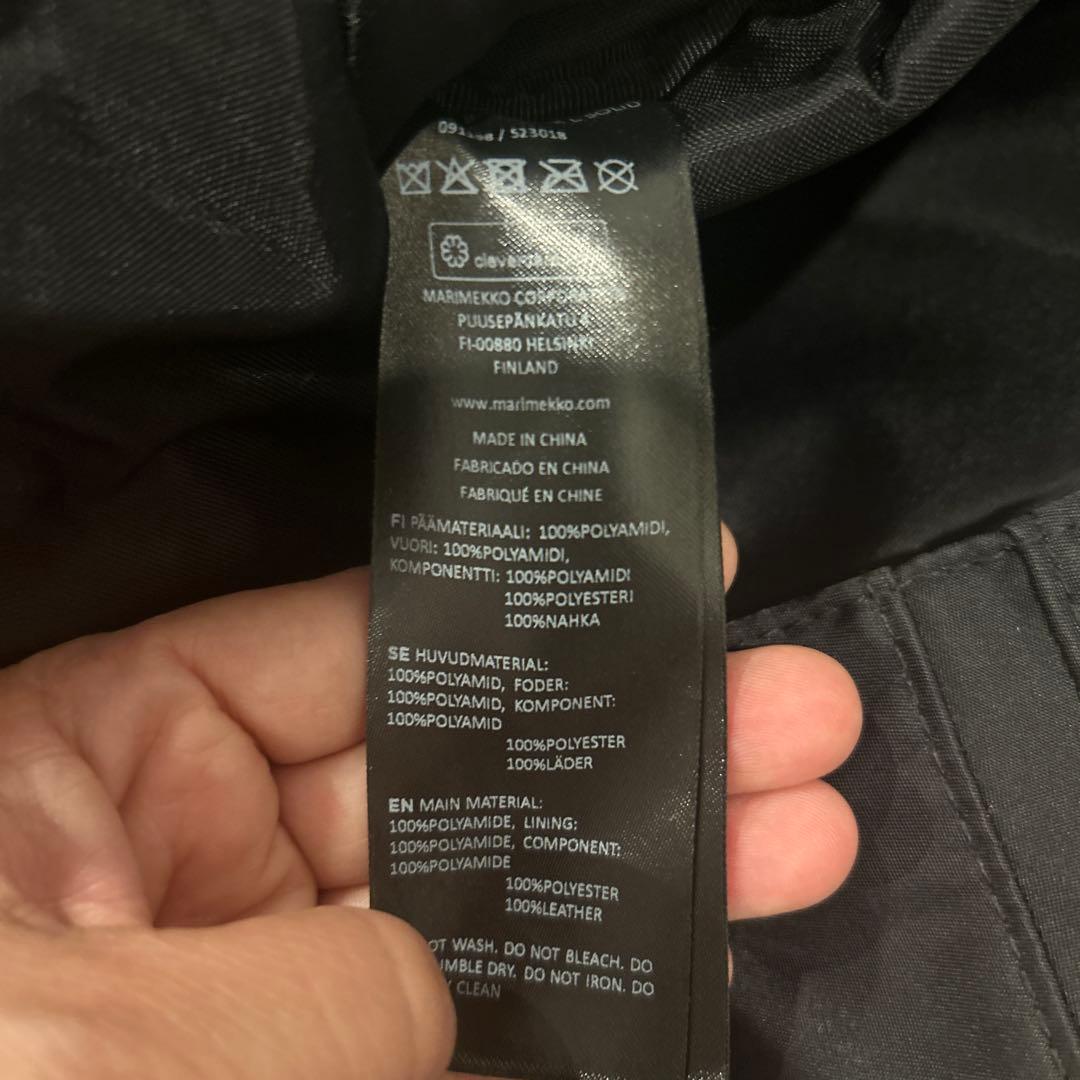 SOLID
/ 523018
MARIMEKKO CORPORATION
PUUSEPÄNKATU 4
FI-00880 HELSINKI
FINLAND
www.marimekko.com
MADE IN CHINA
FABRICADO EN CHINA
FABRIQUÉ EN CHINE
FI PÄÄMATERIAALI: 100%POLYAMIDI,
VUORI: 100%POLYAMIDI,
KOMPONENTTI: 100%POLYAMIDI
100%POLYESTERI
100%NAHKA
SE HUVUDMATERIAL:
100%POLYAMID, FODER:
100%POLYAMID, KOMPONENT:
100%POLYAMID
100%POLYESTER
100%LÄDER
EN MAIN MATERIAL:
100%POLYAMIDE, LINING:
100%POLYAMIDE, COMPONENT:
100%POLYAMIDE
100%POLYESTER
100%LEATHER
WASH. DO NOT BLEACH. DO
DRY. DO NOT IRON. DO
CLEAN